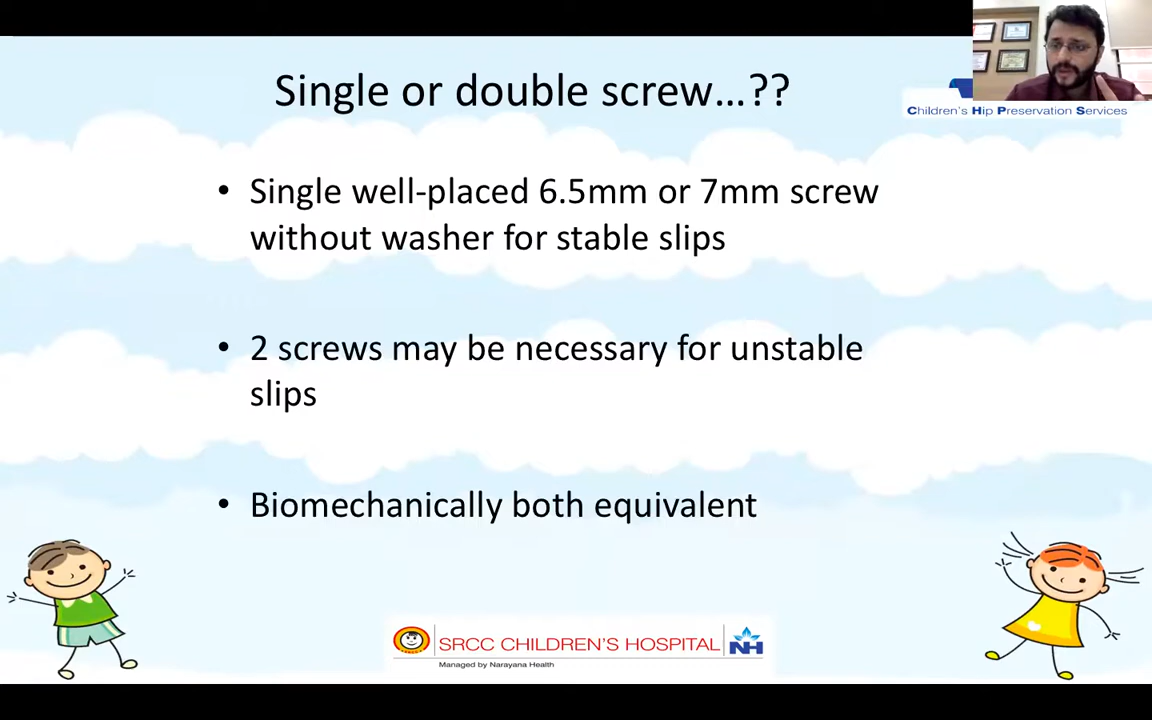 Single or double screw...??
Children's Hip Preservation Services
• Single well-placed 6.5mm or 7mm screw
without washer for stable slips
• 2 screws may be necessary for unstable
slips
• Biomechanically both equivalent
SRCC CHILDREN'S HOSPITAL
NH
Managed by Narayana Health